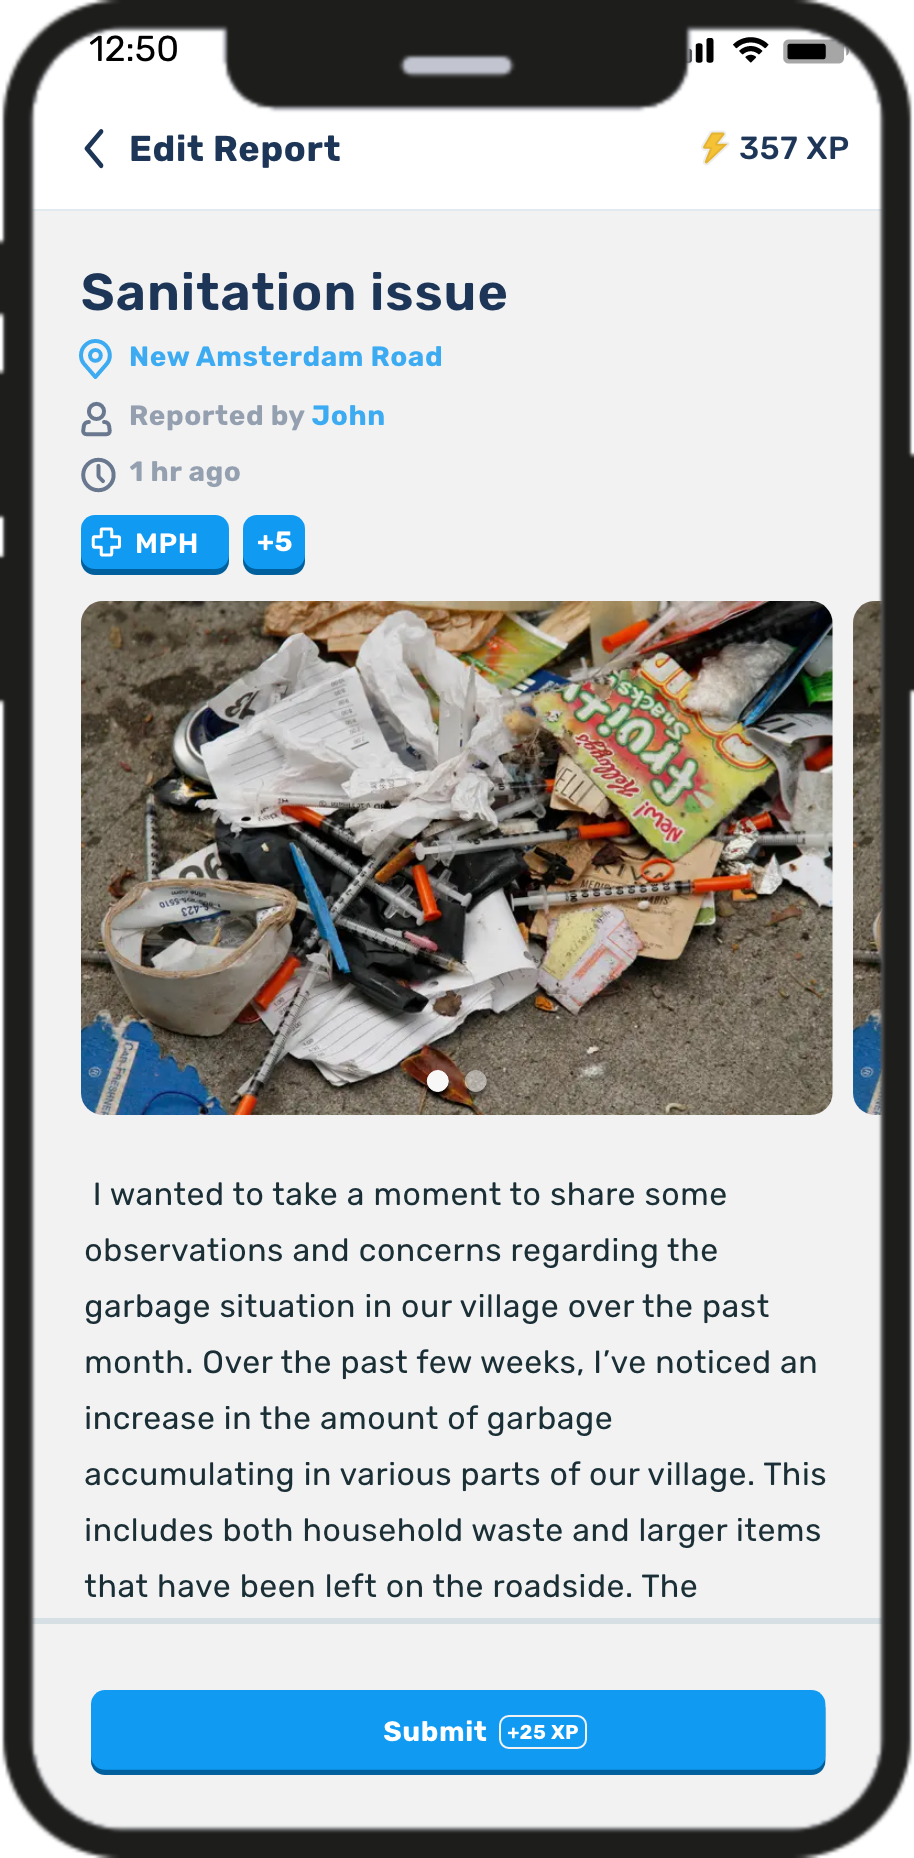 12:50
Edit Report
357 XP
Sanitation issue
New Amsterdam Road
Reported by John
1 hr ago
MPH
+5
fruit
Snacks
Kelloggs
New!
I wanted to take a moment to share some
observations and concerns regarding the
garbage situation in our village over the past
month. Over the past few weeks, I’ve noticed an
increase in the amount of garbage
accumulating in various parts of our village. This
includes both household waste and larger items
that have been left on the roadside. The
Submit +25 XP